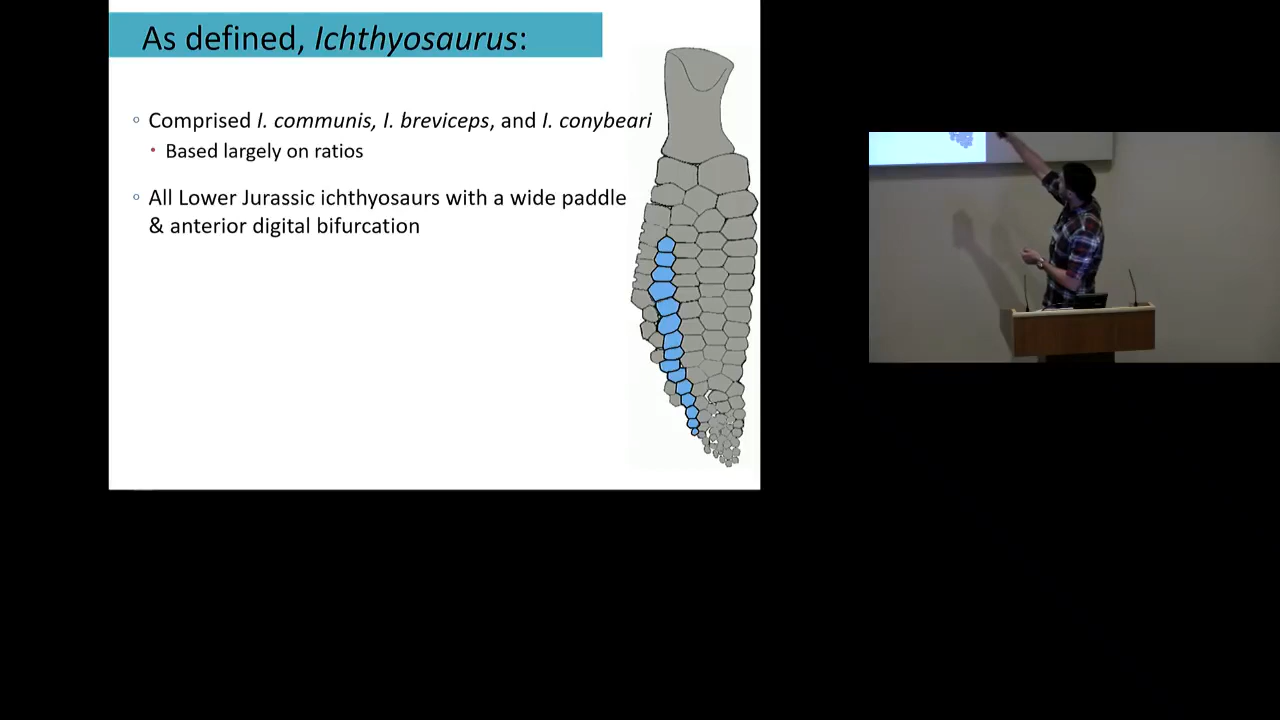 As defined, Ichthyosaurus:
Comprised I. communis, I. breviceps, and I. conybeari
Based largely on ratios
All Lower Jurassic ichthyosaurs with a wide paddle
& anterior digital bifurcation